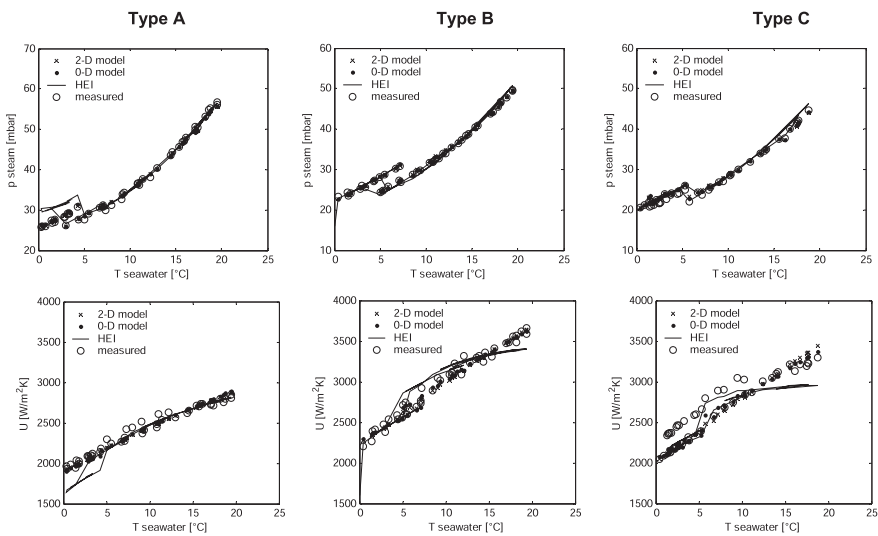 Type A
Type B
Type C
70
60
50
40
30
20
10
p steam [mbar]
× 2-D model
• 0-D model
— HEI
○ measured
0 5 10 15 20 25
T seawater [°C]
60
50
40
30
20
10
p steam [mbar]
× 2-D model
• 0-D model
— HEI
○ measured
0 5 10 15 20 25
T seawater [°C]
60
50
40
30
20
10
p steam [mbar]
× 2-D model
• 0-D model
— HEI
○ measured
0 5 10 15 20 25
T seawater [°C]
4000
3500
3000
2500
2000
1500
U [W/m²K]
× 2-D model
• 0-D model
— HEI
○ measured
0 5 10 15 20 25
T seawater [°C]
4000
3500
3000
2500
2000
1500
U [W/m²K]
× 2-D model
• 0-D model
— HEI
○ measured
0 5 10 15 20 25
T seawater [°C]
4000
3500
3000
2500
2000
1500
U [W/m²K]
× 2-D model
• 0-D model
— HEI
○ measured
0 5 10 15 20 25
T seawater [°C]